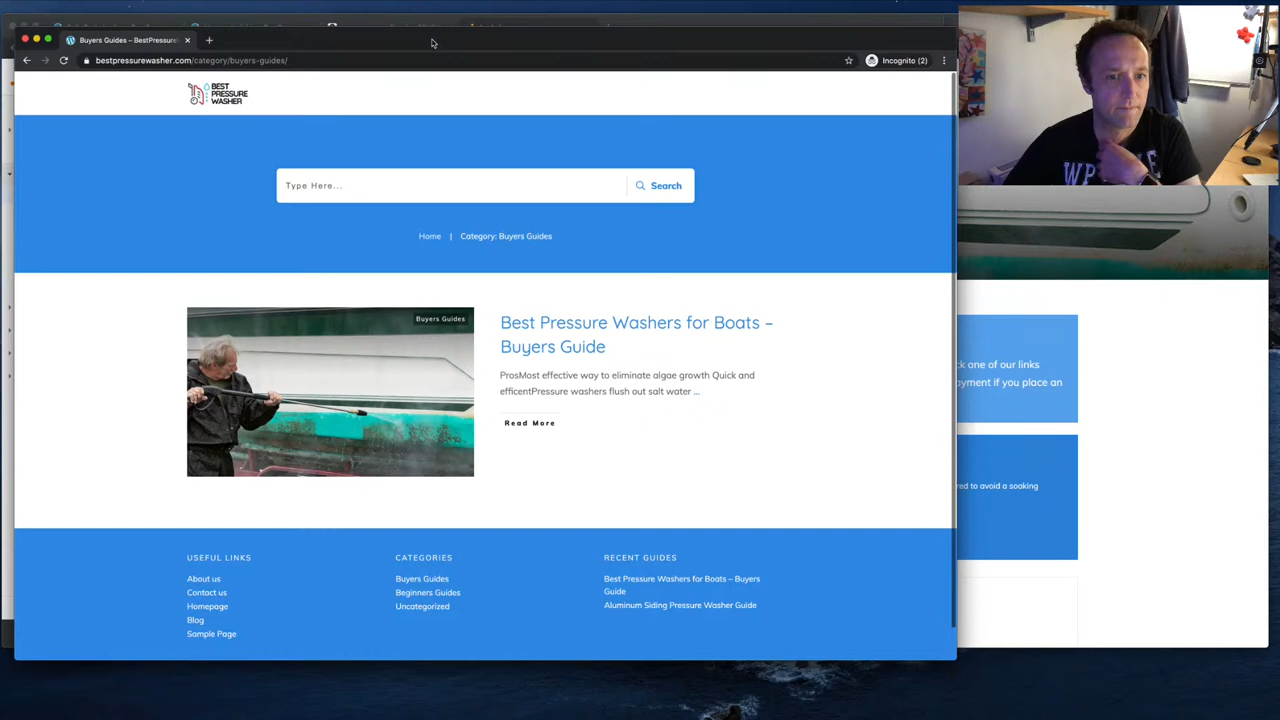 Buyers Guides – BestPressure
bestpressurewasher.com/category/buyers-guides/
Incognito (2)
BEST
PRESSURE
WASHER
Type Here...
Search
Home | Category: Buyers Guides
Buyers Guides
Best Pressure Washers for Boats –
Buyers Guide
ProsMost effective way to eliminate algae growth Quick and
efficentPressure washers flush out salt water ...
Read More
ck one of our links
ayment if you place an
red to avoid a soaking
USEFUL LINKS
About us
Contact us
Homepage
Blog
Sample Page
CATEGORIES
Buyers Guides
Beginners Guides
Uncategorized
RECENT GUIDES
Best Pressure Washers for Boats – Buyers
Guide
Aluminum Siding Pressure Washer Guide